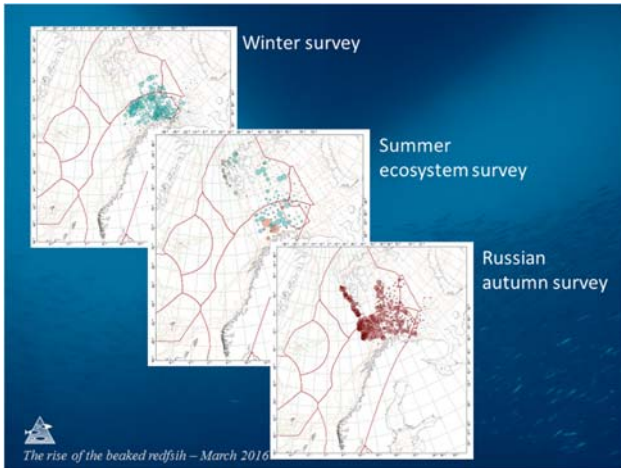 Winter survey
Summer
ecosystem survey
Russian
autumn survey
The rise of the beaked redfsih – March 2016